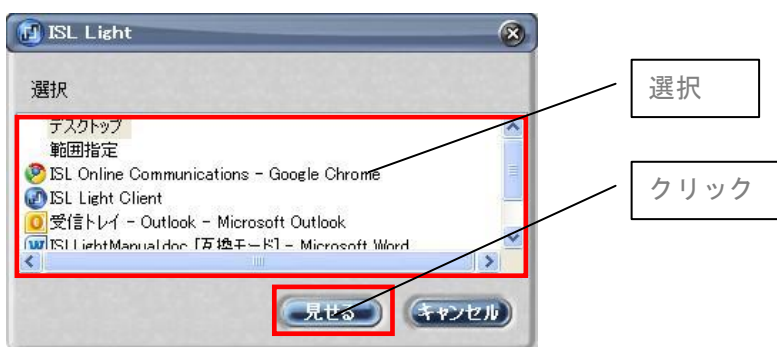 ISL Light
選択
デスクトップ
範囲指定
ISL Online Communications - Google Chrome
ISL Light Client
受信トレイ - Outlook - Microsoft Outlook
ISLLightManual.doc [互換モード] - Microsoft Word
見せる
キャンセル
選択
クリック